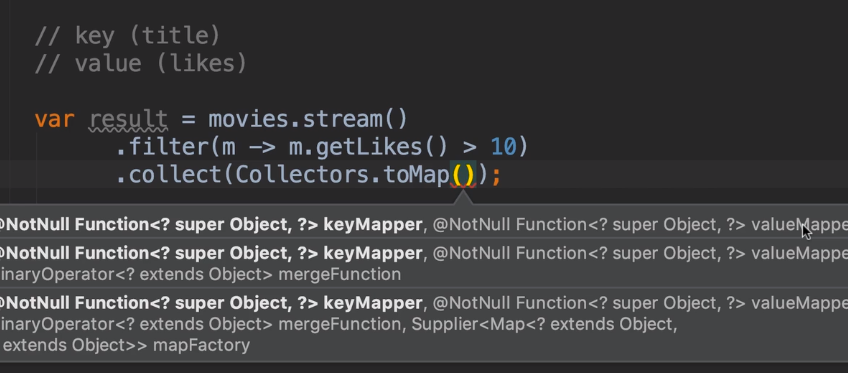 // key (title)
// value (likes)
var result = movies.stream()
.filter(m -> m.getLikes() > 10)
.collect(Collectors.toMap());
@NotNull Function<? super Object, ?> keyMapper, @NotNull Function<? super Object, ?> valueMappe
@NotNull Function<? super Object, ?> keyMapper, @NotNull Function<? super Object, ?> valueMappe
inaryOperator<? extends Object> mergeFunction
@NotNull Function<? super Object, ?> keyMapper, @NotNull Function<? super Object, ?> valueMappe
inaryOperator<? extends Object> mergeFunction, Supplier<Map<? extends Object,
extends Object>> mapFactory